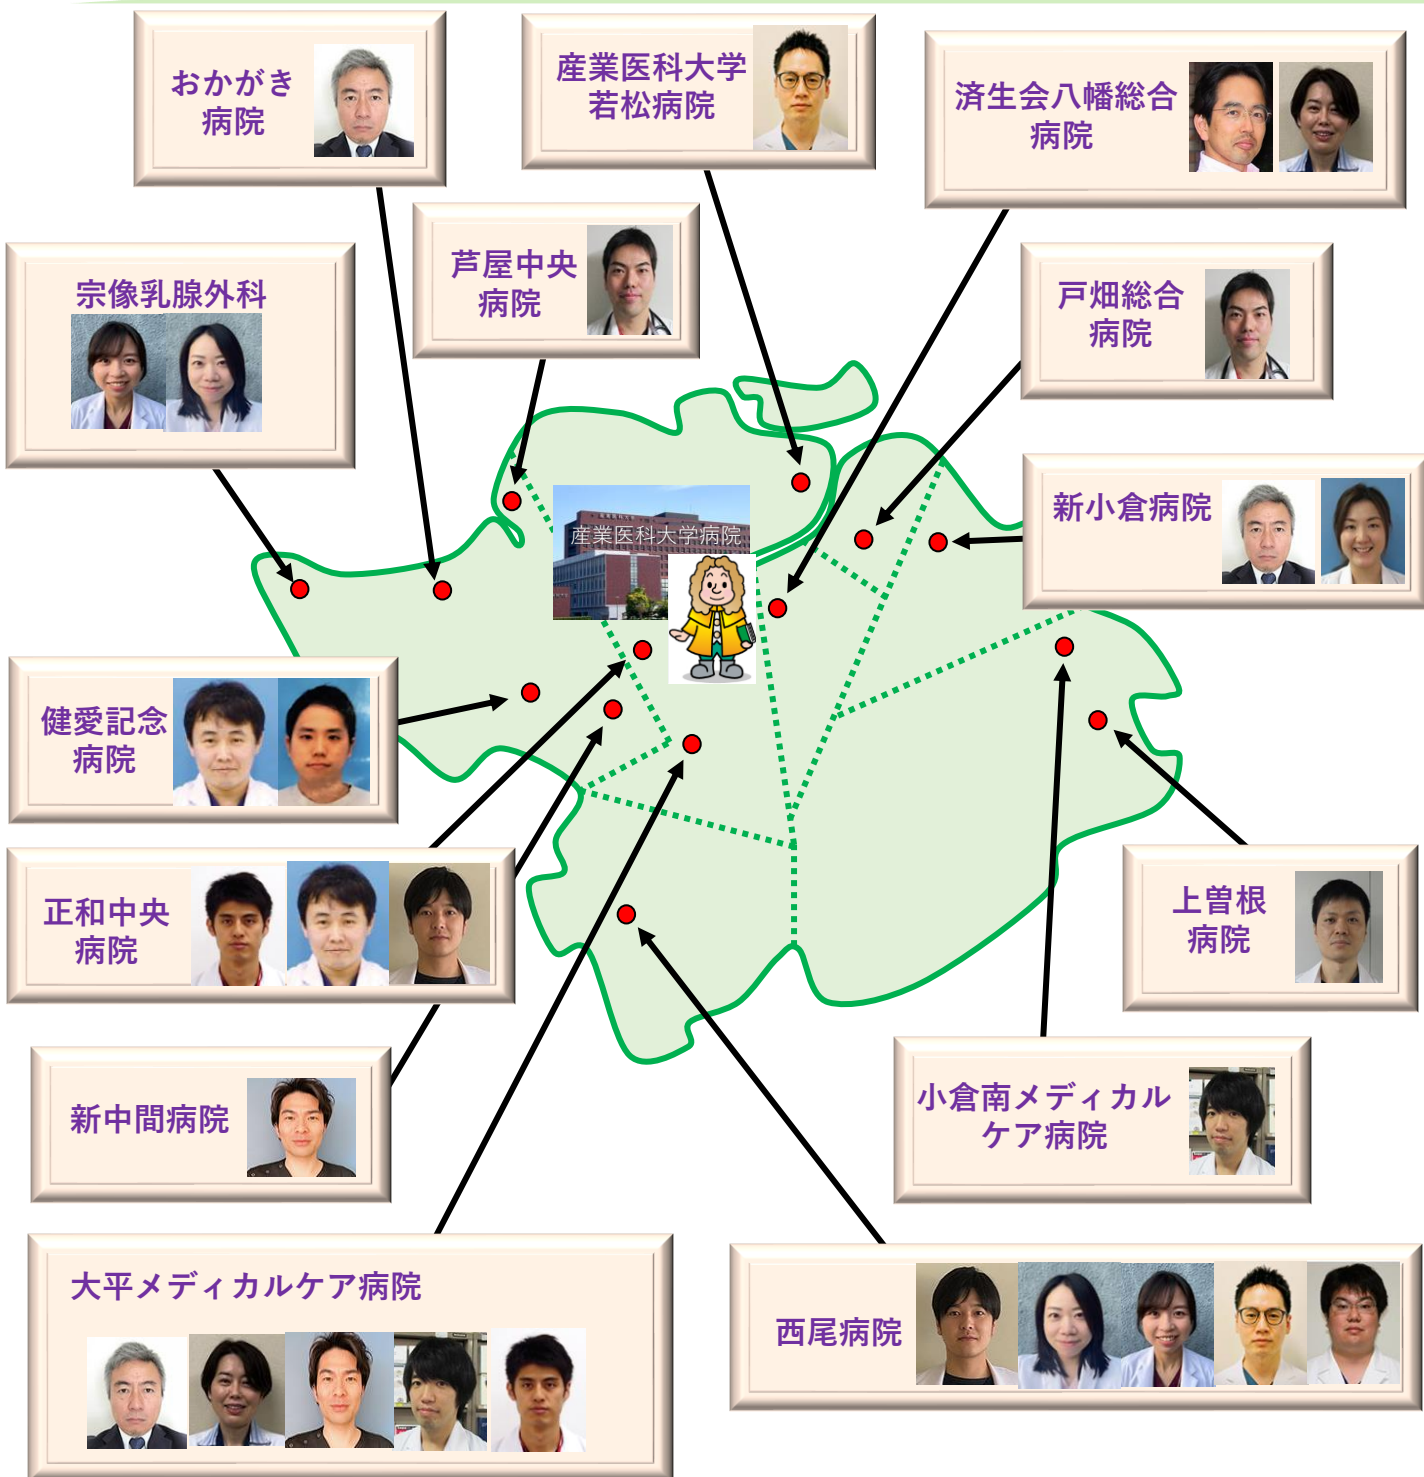 おかがき
病院
産業医科大学
若松病院
済生会八幡総合
病院
芦屋中央
病院
戸畑総合
病院
宗像乳腺外科
新小倉病院
産業医科大学病院
健愛記念
病院
正和中央
病院
上曽根
病院
新中間病院
小倉南メディカル
ケア病院
大平メディカルケア病院
西尾病院